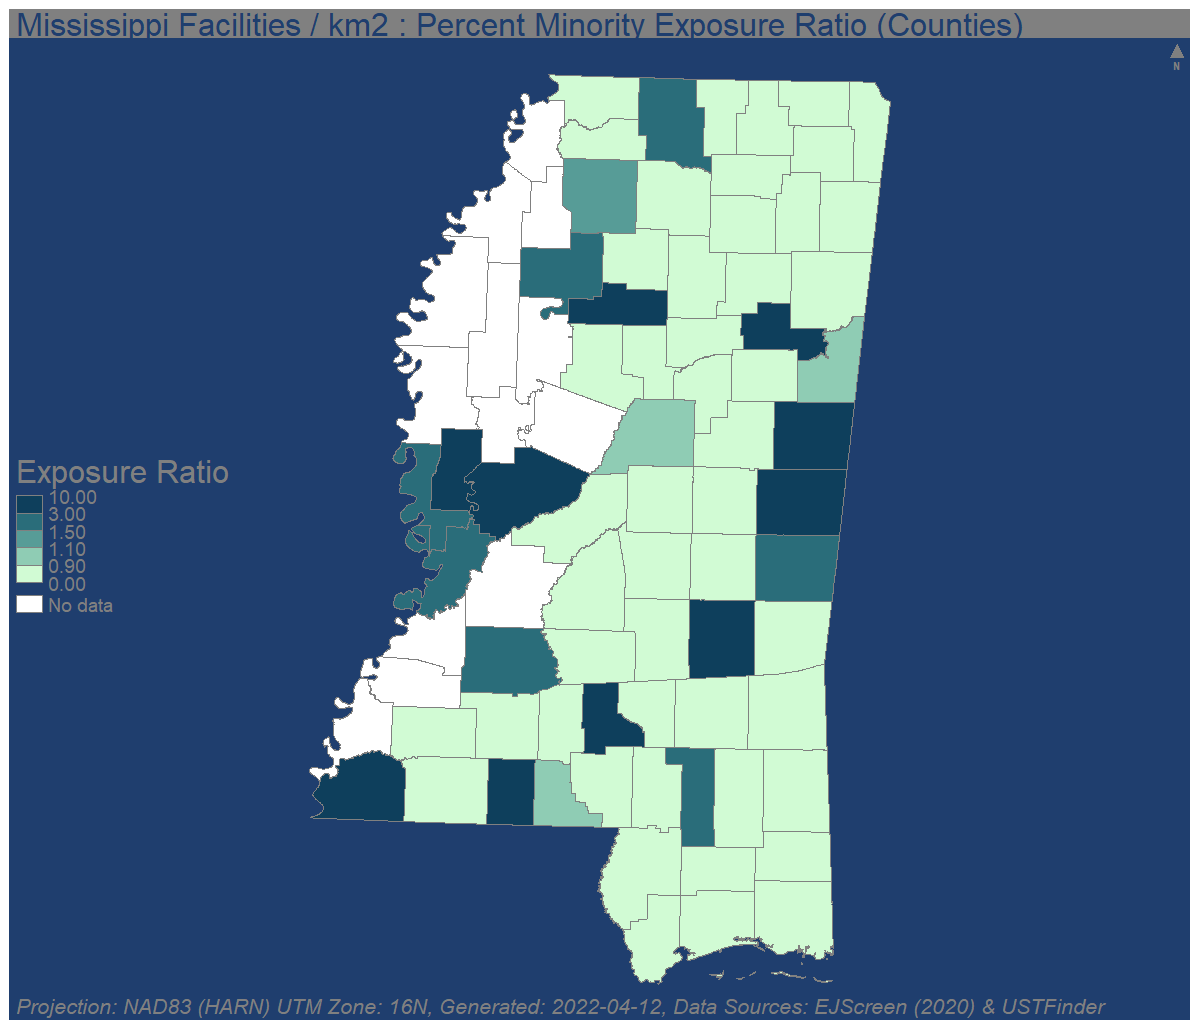 Mississippi Facilities / km2 : Percent Minority Exposure Ratio (Counties)
N
Exposure Ratio
10.00
3.00
1.50
1.10
0.90
0.00
No data
Projection: NAD83 (HARN) UTM Zone: 16N, Generated: 2022-04-12, Data Sources: EJScreen (2020) & USTFinder